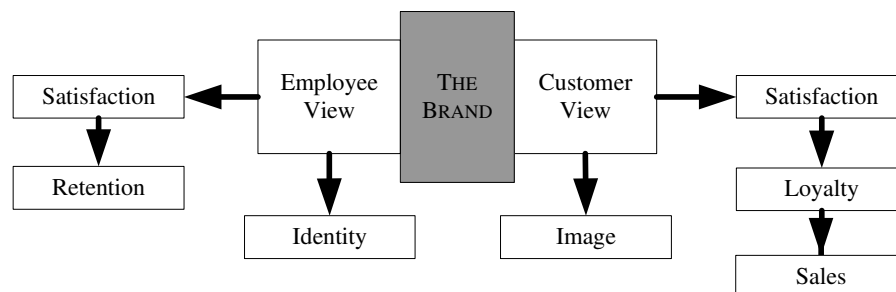 Satisfaction
Retention
Employee
View
Identity
THE
BRAND
Customer
View
Image
Satisfaction
Loyalty
Sales